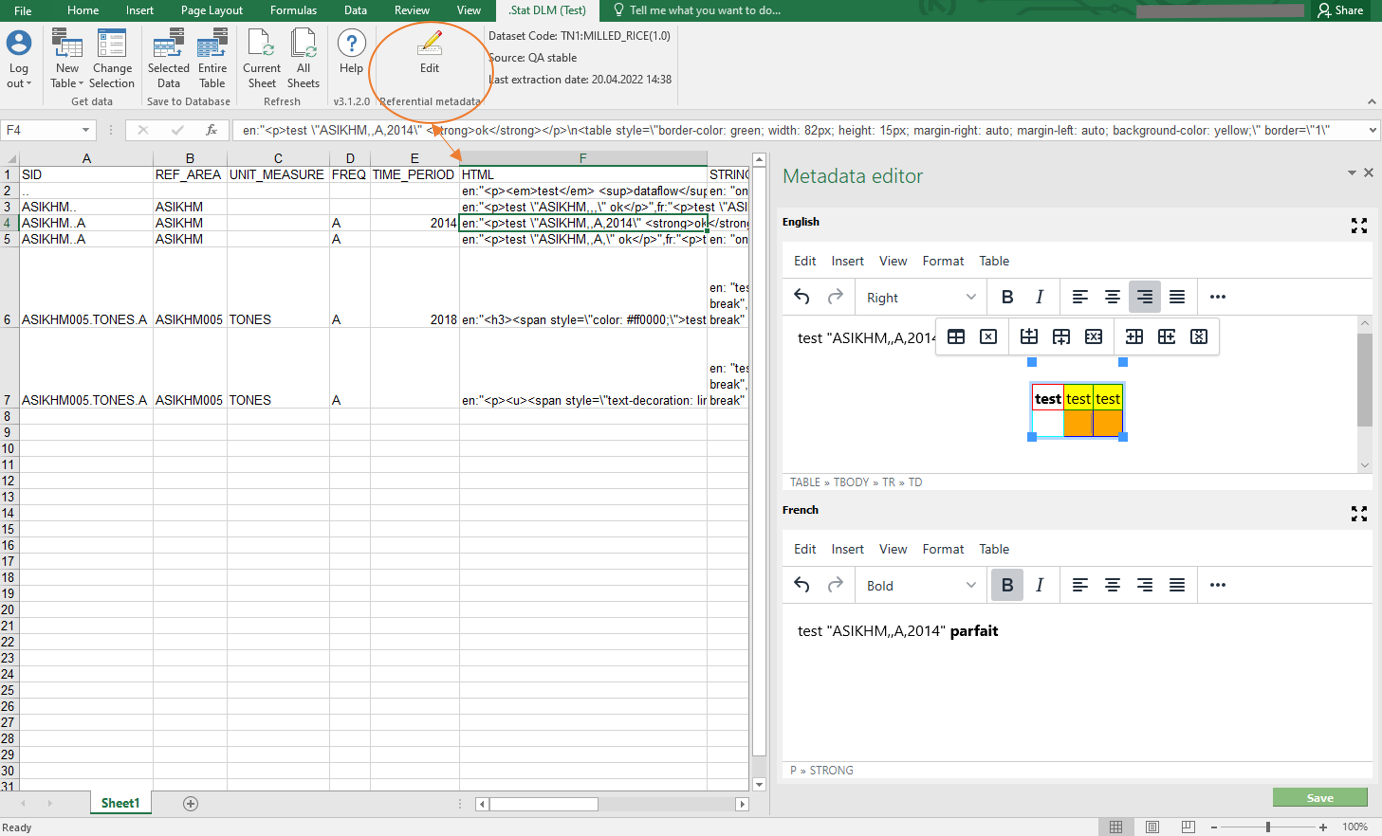 File Home Insert Page Layout Formulas Data Review View .Stat DLM (Test) Tell me what you want to do... Share
Log out New Table Change Selection Selected Data Entire Table Current Sheet All Sheets Help Edit
Dataset Code: TN1:MILLED_RICE(1.0)
Source: QA stable
Last extraction date: 20.04.2022 14:38
Get data Save to Database Refresh v3.1.2.0 Referential metadata
F4 fx en:"<p>test \"ASIKHM,,A,2014\" <strong>ok</strong></p>\n<table style=\"border-color: green; width: 82px; height: 15px; margin-right: auto; margin-left: auto; background-color: yellow;\" border=\"1\"
A B C D E F
1 SID REF_AREA UNIT_MEASURE FREQ TIME_PERIOD HTML STRING
2 .. en:"<p><em>test</em> <sup>dataflow</sup en: "on
3 ASIKHM.. ASIKHM en:"<p>test \"ASIKHM,,,\" ok</p>",fr:"<p>test \"ASI
4 ASIKHM..A ASIKHM A 2014 en:"<p>test \"ASIKHM,,A,2014\" <strong>ok</strong
5 ASIKHM..A ASIKHM A en:"<p>test \"ASIKHM,,A,\" ok</p>",fr:"<p>t en: "on
en: "tes
break",
6 ASIKHM005.TONES.A ASIKHM005 TONES A 2018 en:"<h3><span style=\"color: #ff0000;\">test break"
en: "tes
break",
7 ASIKHM005.TONES.A ASIKHM005 TONES A en:"<p><u><span style=\"text-decoration: lin break"
8
9
10
11
12
13
14
15
16
17
18
19
20
21
22
23
24
25
26
27
28
29
30
31
Metadata editor
English
Edit Insert View Format Table
Right B I
test "ASIKHM,,A,2014
test test test
TABLE » TBODY » TR » TD
French
Edit Insert View Format Table
Bold B I
test "ASIKHM,,A,2014" parfait
P » STRONG
Save
Sheet1
Ready 100%